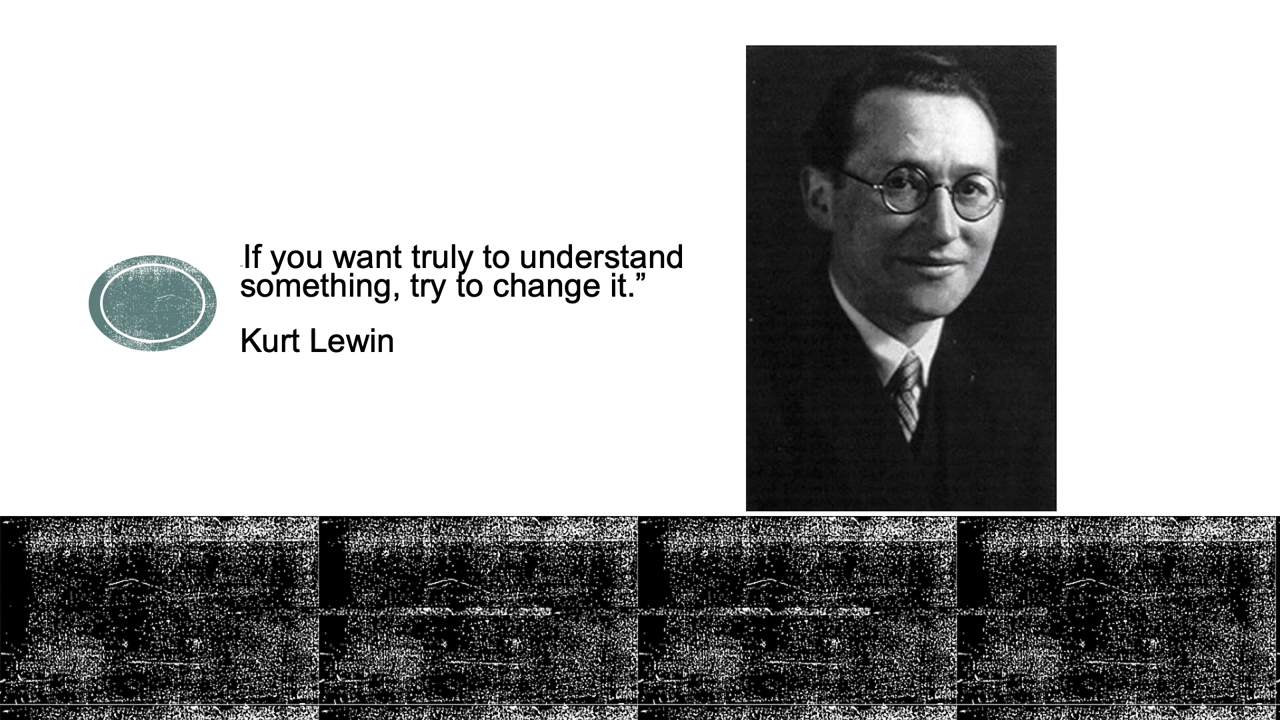 If you want truly to understand
something, try to change it.”
Kurt Lewin